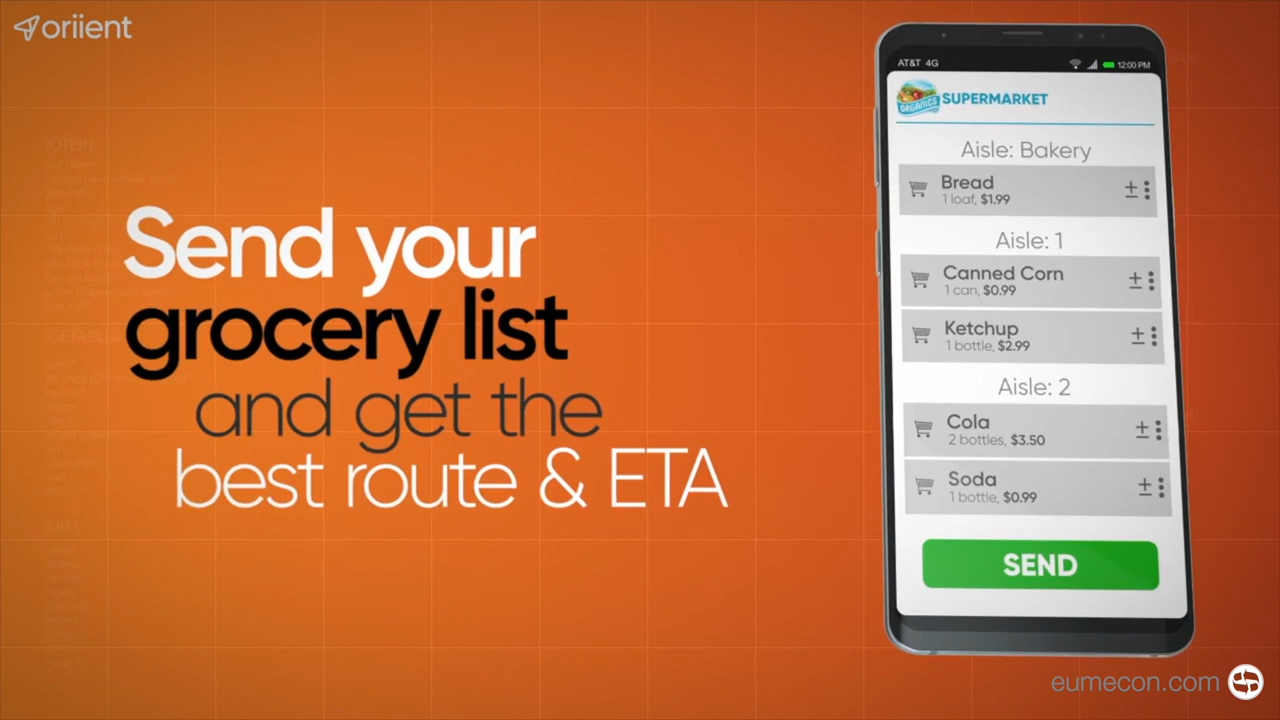 oriient
Send your
grocery list
and get the
best route & ETA
AT&T 4G
12:00 PM
ORGANICS
SUPERMARKET
Aisle: Bakery
Bread
1 loaf, $1.99
Aisle: 1
Canned Corn
1 can, $0.99
Ketchup
1 bottle, $2.99
Aisle: 2
Cola
2 bottles, $3.50
Soda
1 bottle, $0.99
SEND
eumecon.com